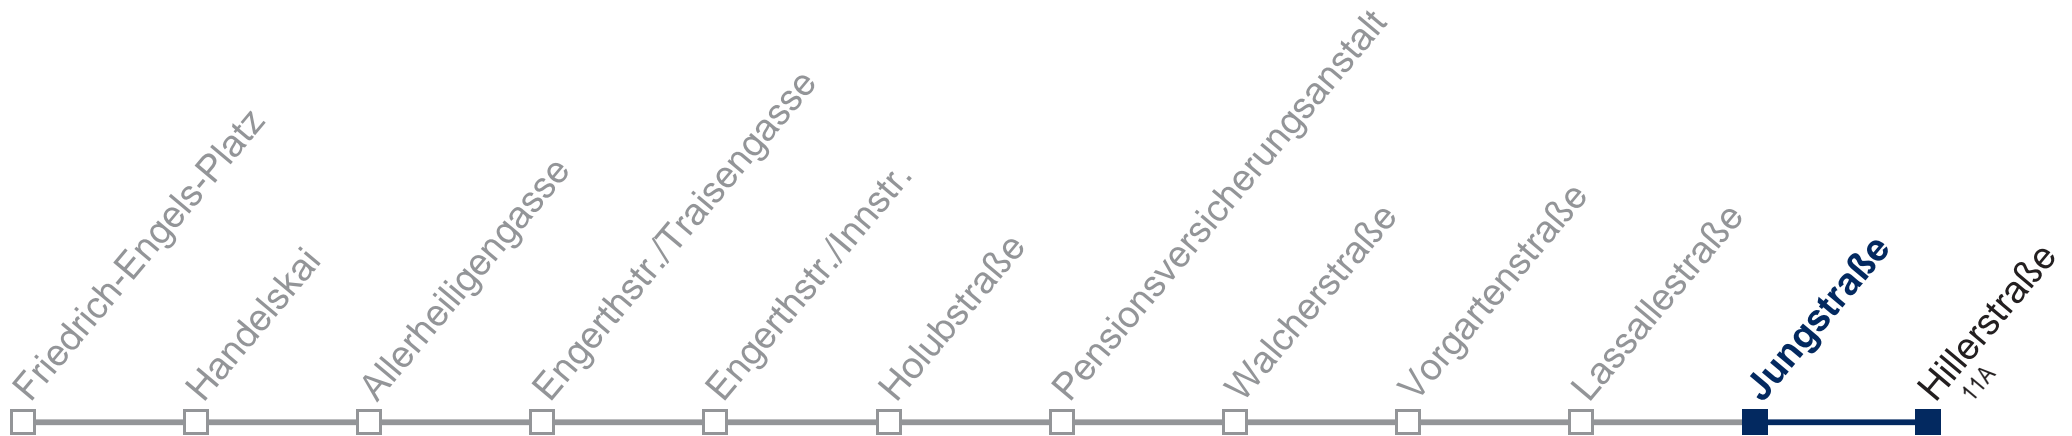 Friedrich-Engels-Platz
Handelskai
Allerheiligengasse
Engerthstr./Traisengasse
Engerthstr./Innstr.
Holubstraße
Pensionsversicherungsanstalt
Walcherstraße
Vorgartenstraße
Lassallestraße
Jungstraße
Hillerstraße
11A